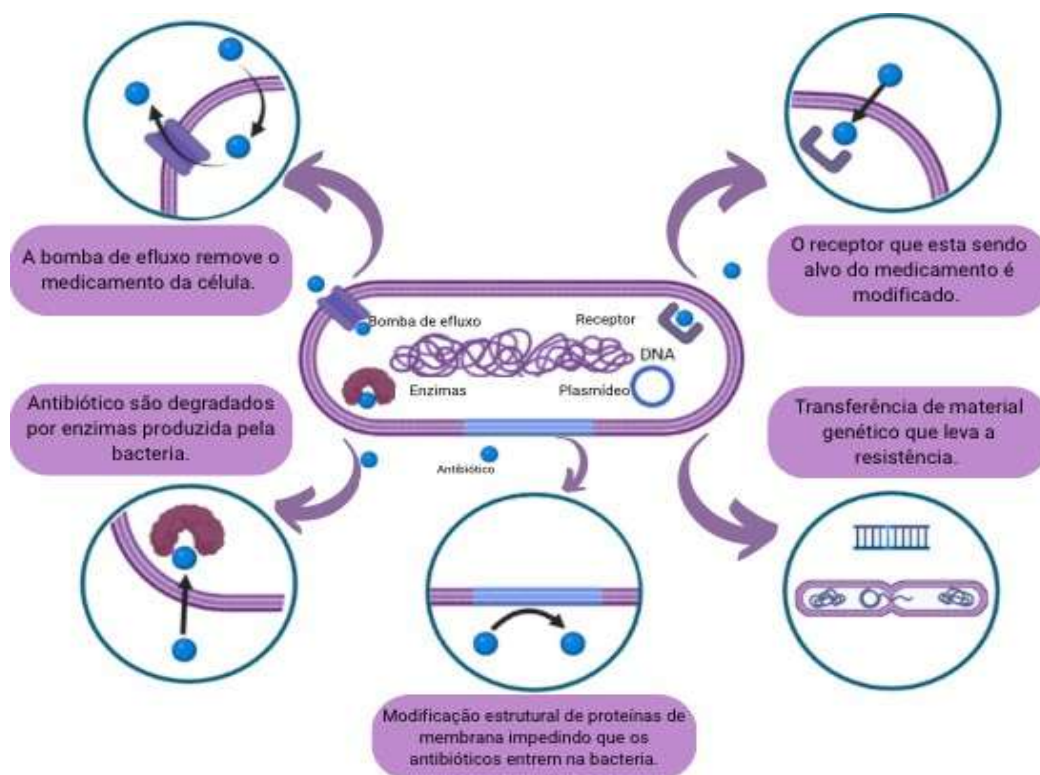 A bomba de efluxo remove o
medicamento da célula.
O receptor que esta sendo
alvo do medicamento é
modificado.
Bomba de efluxo
Receptor
DNA
Enzimas
Plasmídeo
Antibiótico são degradados
por enzimas produzida pela
bacteria.
Transferência de material
genético que leva a
resistência.
Antibiótico
Modificação estrutural de proteínas de
membrana impedindo que os
antibióticos entrem na bacteria.